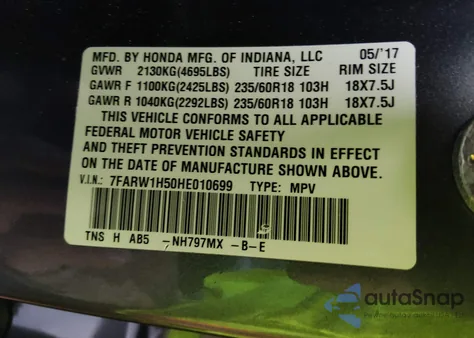 MFD. BY HONDA MFG. OF INDIANA, LLC 05/'17
GVWR 2130KG(4695LBS) TIRE SIZE RIM SIZE
GAWR F 1100KG(2425LBS) 235/60R18 103H 18X7.5J
GAWR R 1040KG(2292LBS) 235/60R18 103H 18X7.5J
THIS VEHICLE CONFORMS TO ALL APPLICABLE
FEDERAL MOTOR VEHICLE SAFETY
AND THEFT PREVENTION STANDARDS IN EFFECT
ON THE DATE OF MANUFACTURE SHOWN ABOVE.
V.I.N.: 7FARW1H50HE010699 TYPE: MPV
TNS H AB5 -NH797MX -B-E
autoSnap